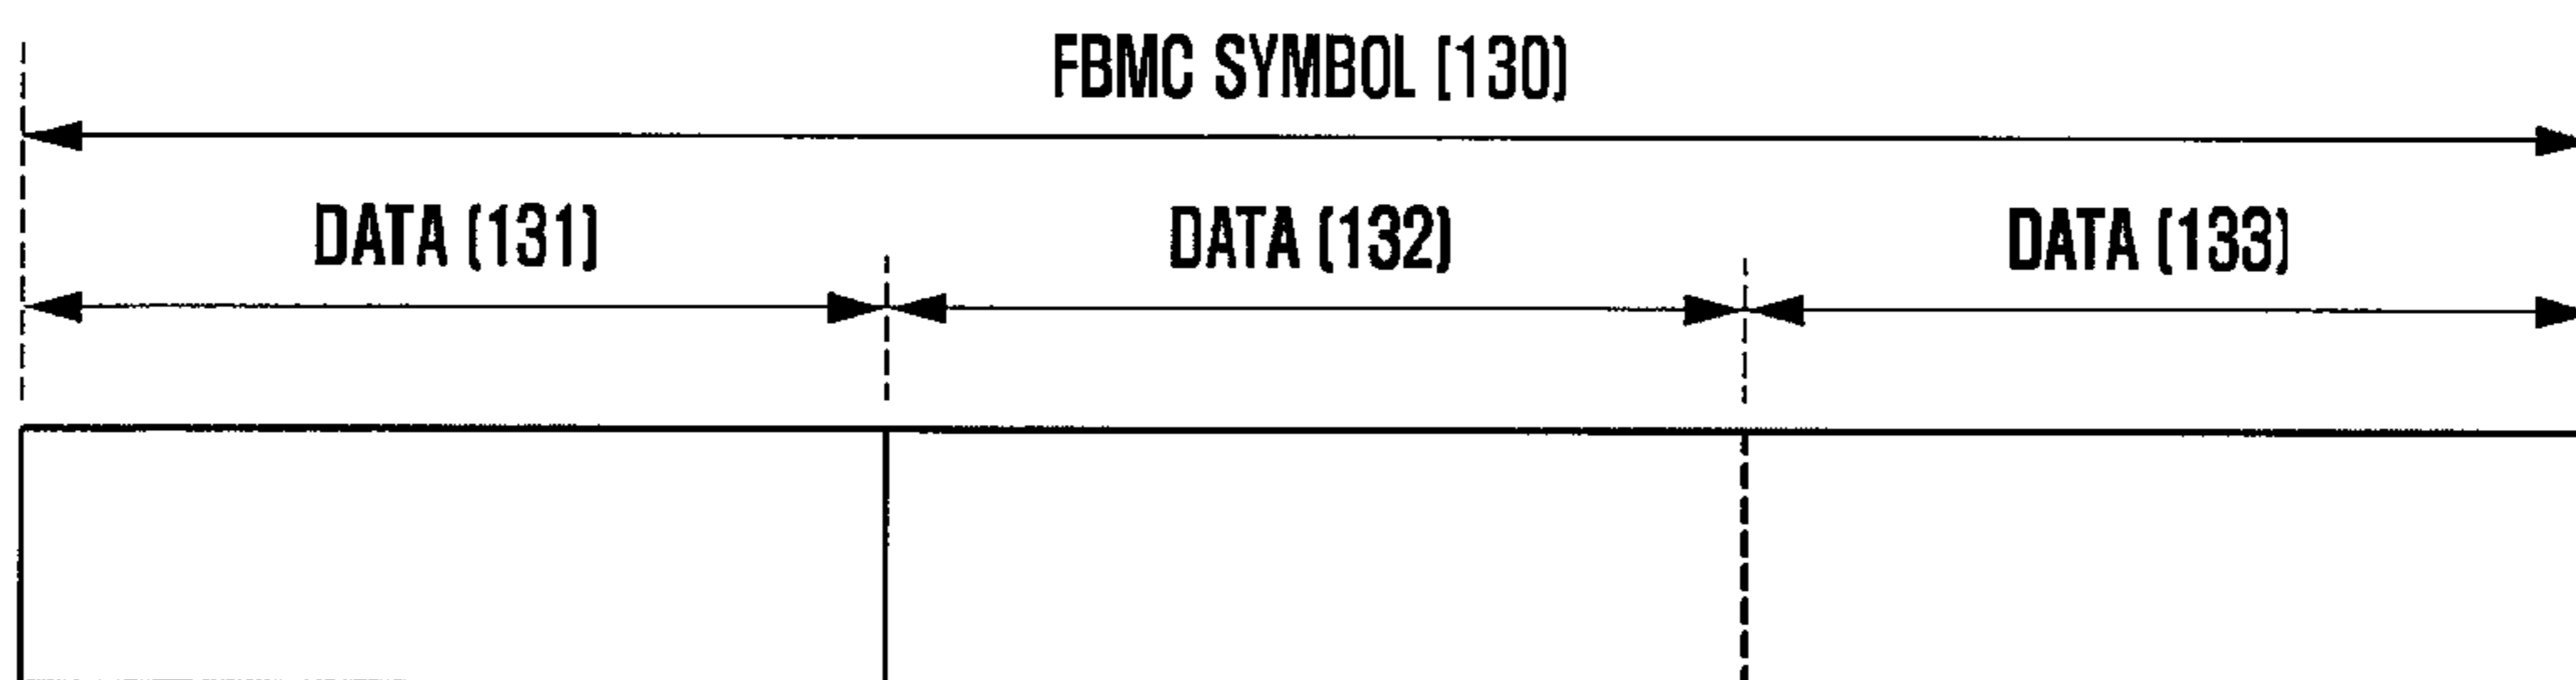 FBMC SYMBOL (130)
DATA (131) DATA (132) DATA (133)